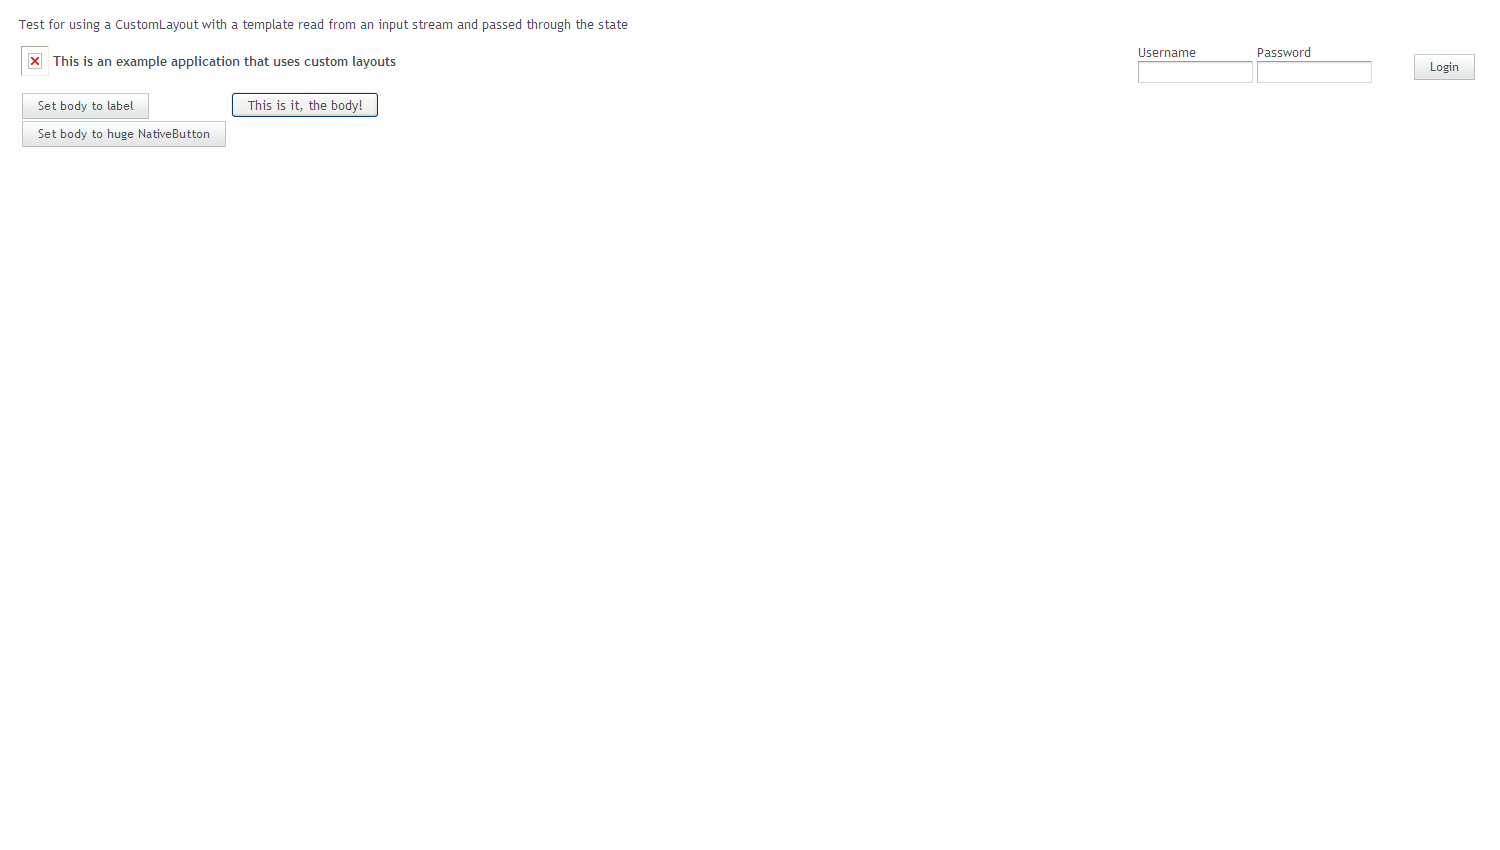 Test for using a CustomLayout with a template read from an input stream and passed through the state
This is an example application that uses custom layouts
Username
Password
Login
Set body to label
This is it, the body!
Set body to huge NativeButton